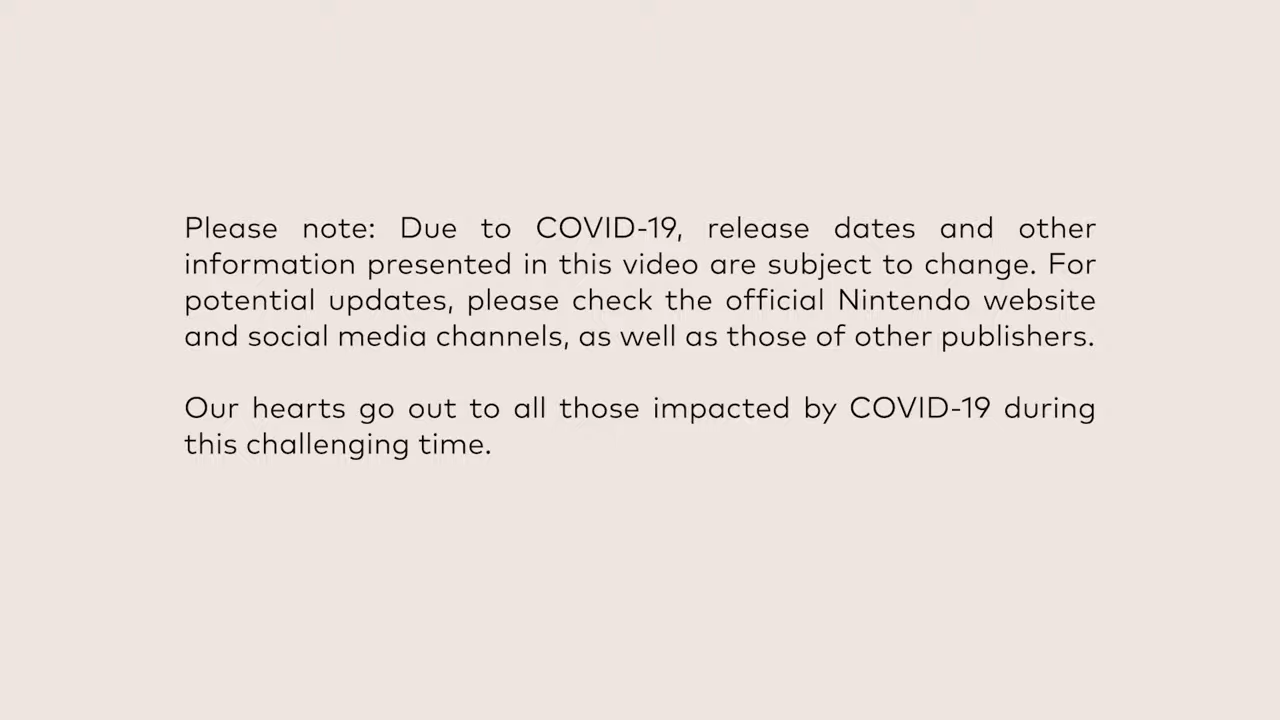 Please note: Due to COVID-19, release dates and other
information presented in this video are subject to change. For
potential updates, please check the official Nintendo website
and social media channels, as well as those of other publishers.
Our hearts go out to all those impacted by COVID-19 during
this challenging time.